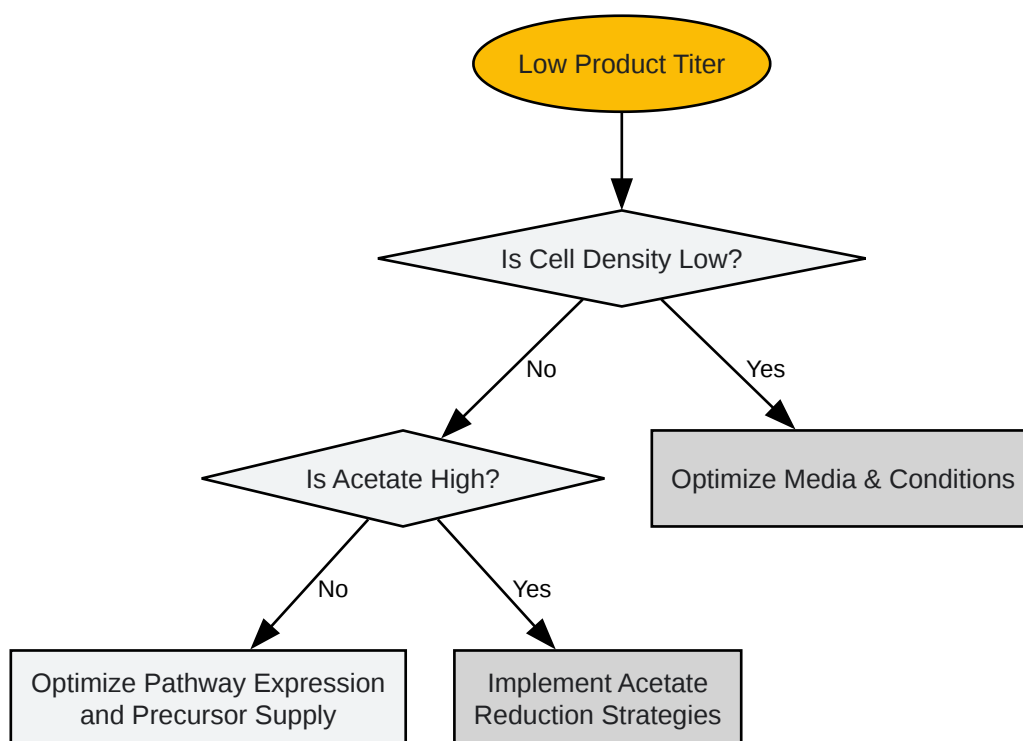 Low Product Titer
Is Cell Density Low?
No
Yes
Is Acetate High?
Optimize Media & Conditions
No
Yes
Optimize Pathway Expression
and Precursor Supply
Implement Acetate
Reduction Strategies